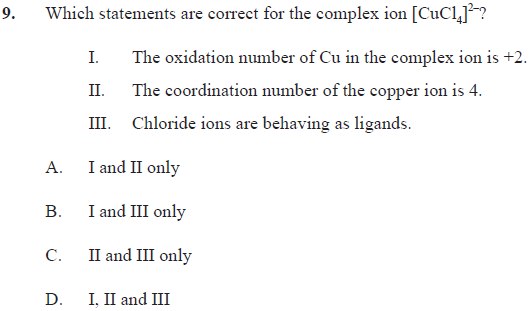 9. Which statements are correct for the complex ion [CuCl₄]²⁻?
I. The oxidation number of Cu in the complex ion is +2.
II. The coordination number of the copper ion is 4.
III. Chloride ions are behaving as ligands.
A. I and II only
B. I and III only
C. II and III only
D. I, II and III